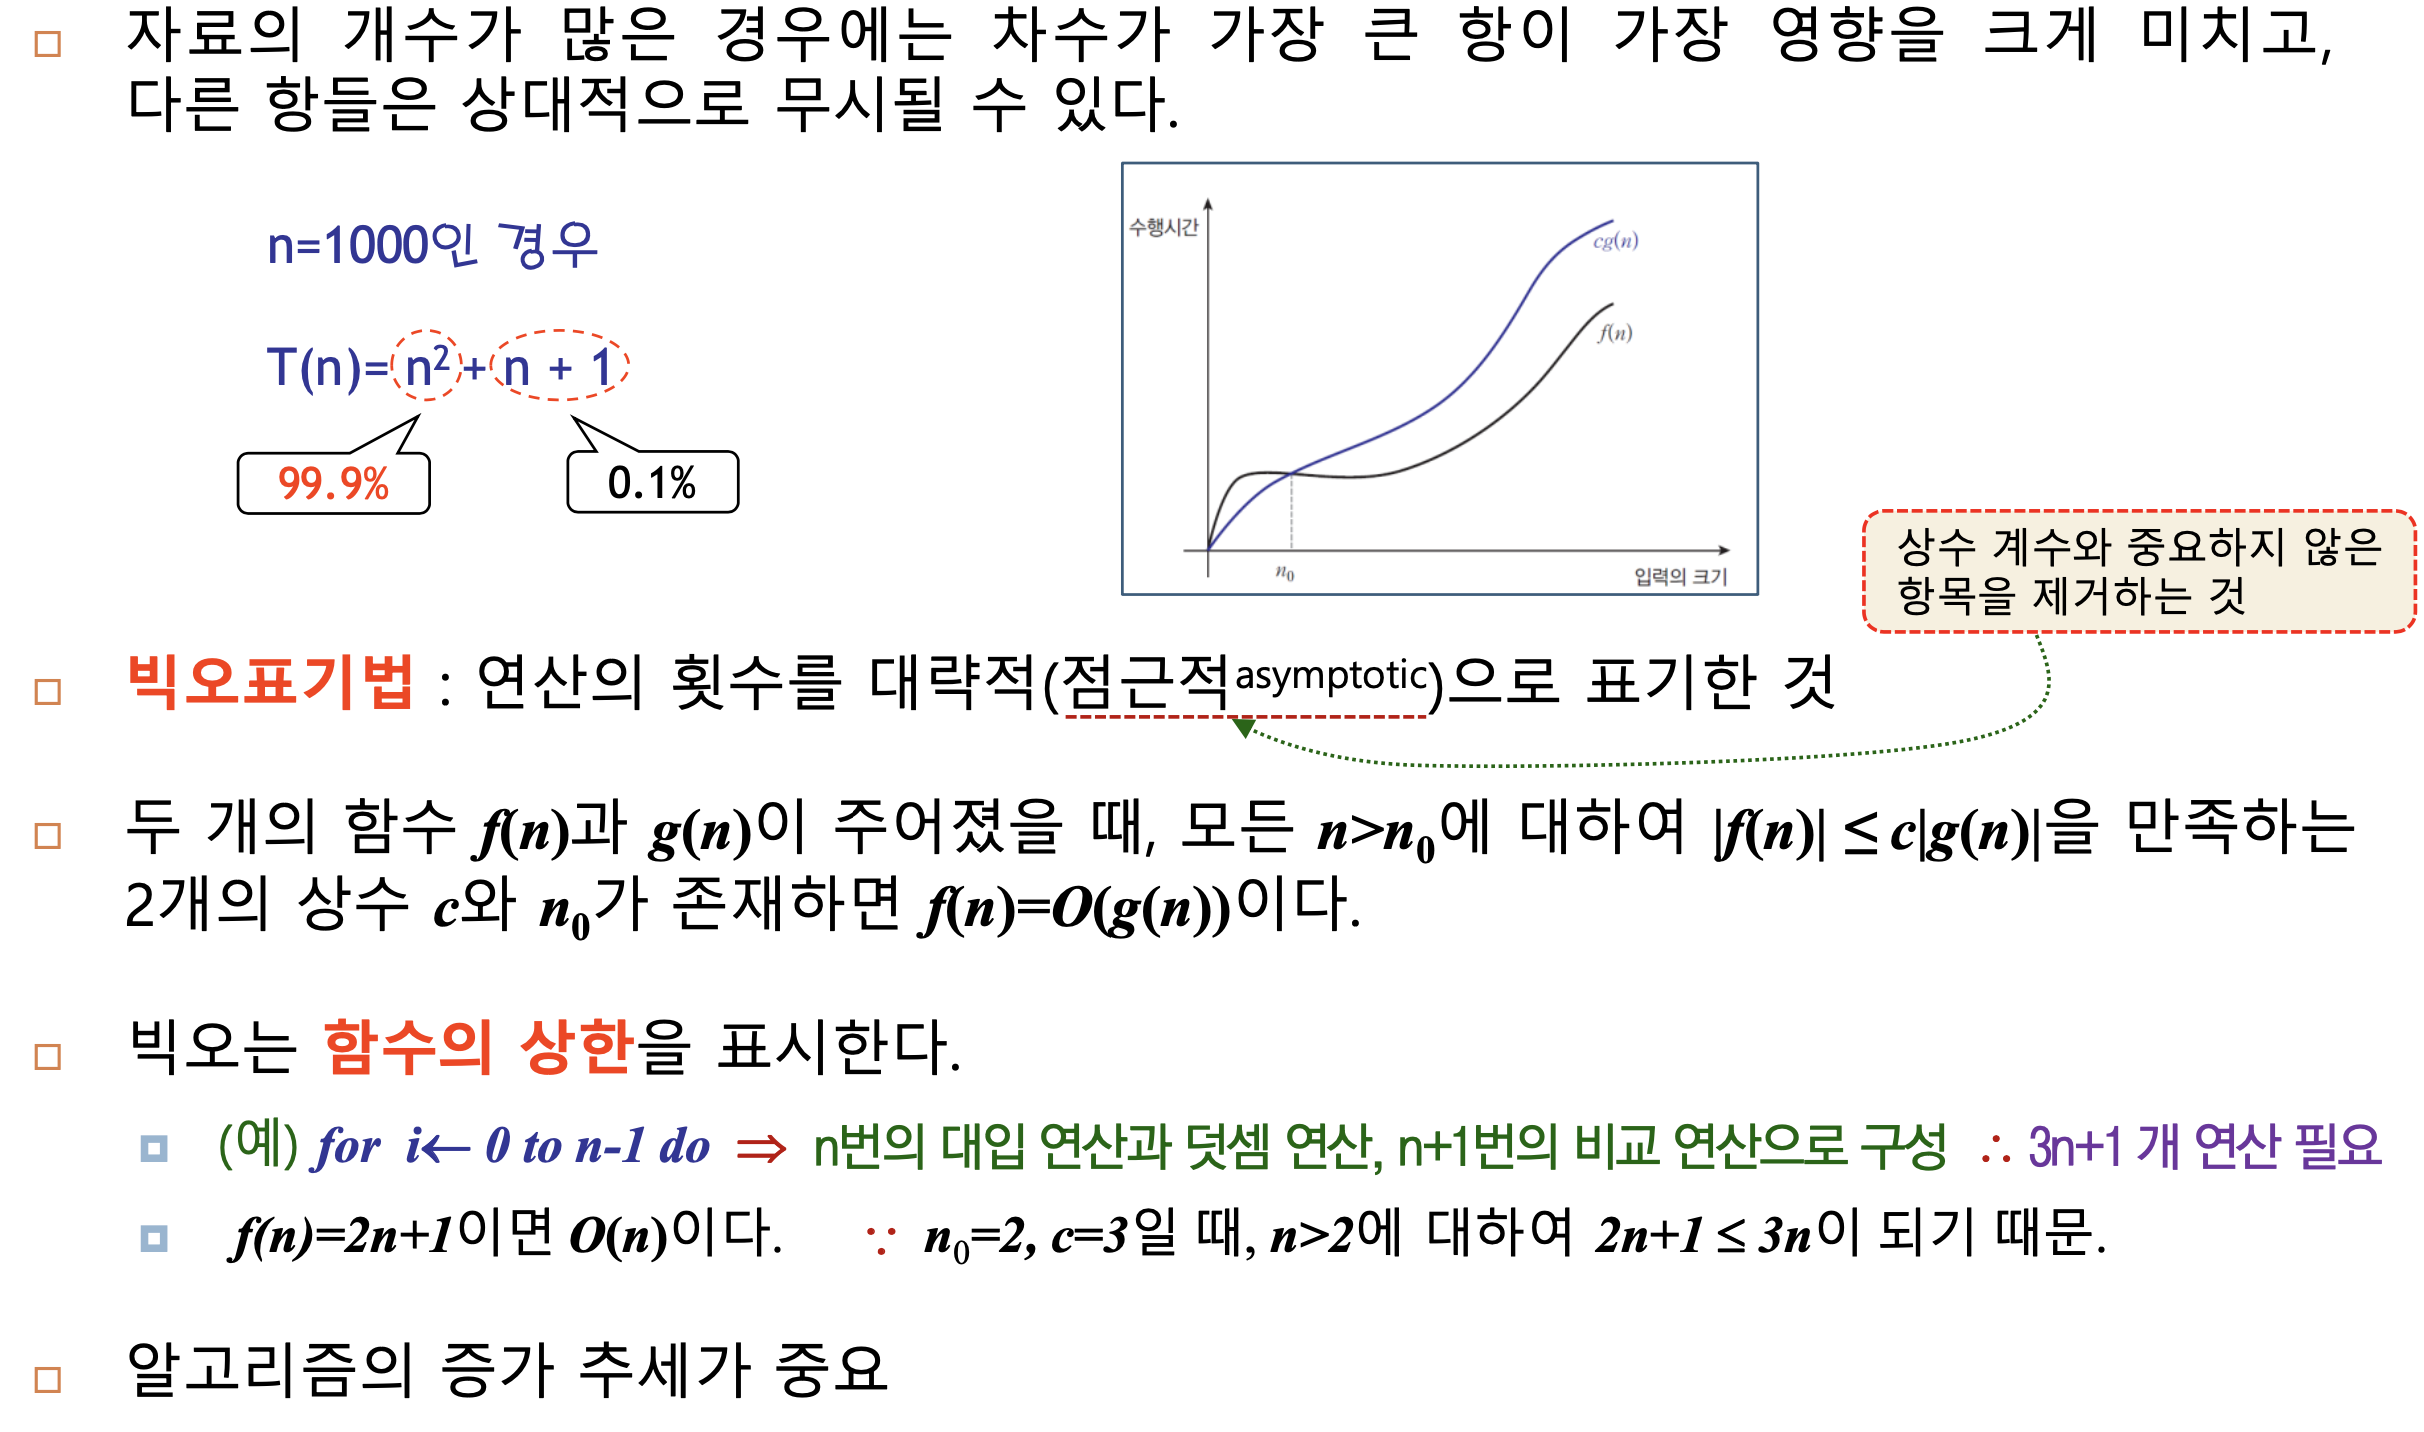 자료의 개수가 많은 경우에는 차수가 가장 큰 항이 가장 영향을 크게 미치고,
다른 항들은 상대적으로 무시될 수 있다.
n=1000인 경우
T(n)= n² + n + 1
99.9%
0.1%
수행시간
cg(n)
f(n)
n₀
입력의 크기
상수 계수와 중요하지 않은
항목을 제거하는 것
빅오표기법 : 연산의 횟수를 대략적(점근적asymptotic)으로 표기한 것
두 개의 함수 f(n)과 g(n)이 주어졌을 때, 모든 n>n₀에 대하여 |f(n)| ≤ c|g(n)|을 만족하는
2개의 상수 c와 n₀가 존재하면 f(n)=O(g(n))이다.
빅오는 함수의 상한을 표시한다.
(예) for i← 0 to n-1 do ⇒ n번의 대입 연산과 덧셈 연산, n+1번의 비교 연산으로 구성 ∴ 3n+1 개 연산 필요
f(n)=2n+1이면 O(n)이다. ∵ n₀=2, c=3일 때, n>2에 대하여 2n+1 ≤ 3n이 되기 때문.
알고리즘의 증가 추세가 중요